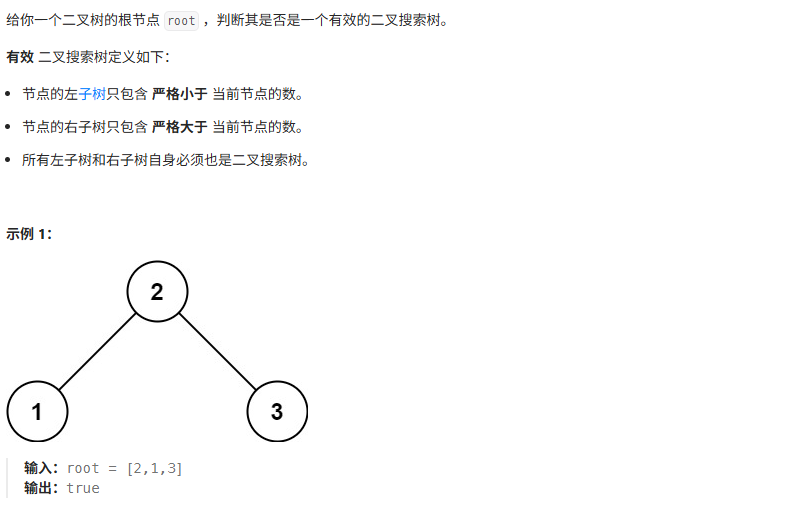 给你一个二叉树的根节点 root ，判断其是否是一个有效的二叉搜索树。
有效 二叉搜索树定义如下：
节点的左子树只包含 严格小于 当前节点的数。
节点的右子树只包含 严格大于 当前节点的数。
所有左子树和右子树自身必须也是二叉搜索树。
示例 1：
2
1 3
输入：root = [2,1,3]
输出：true